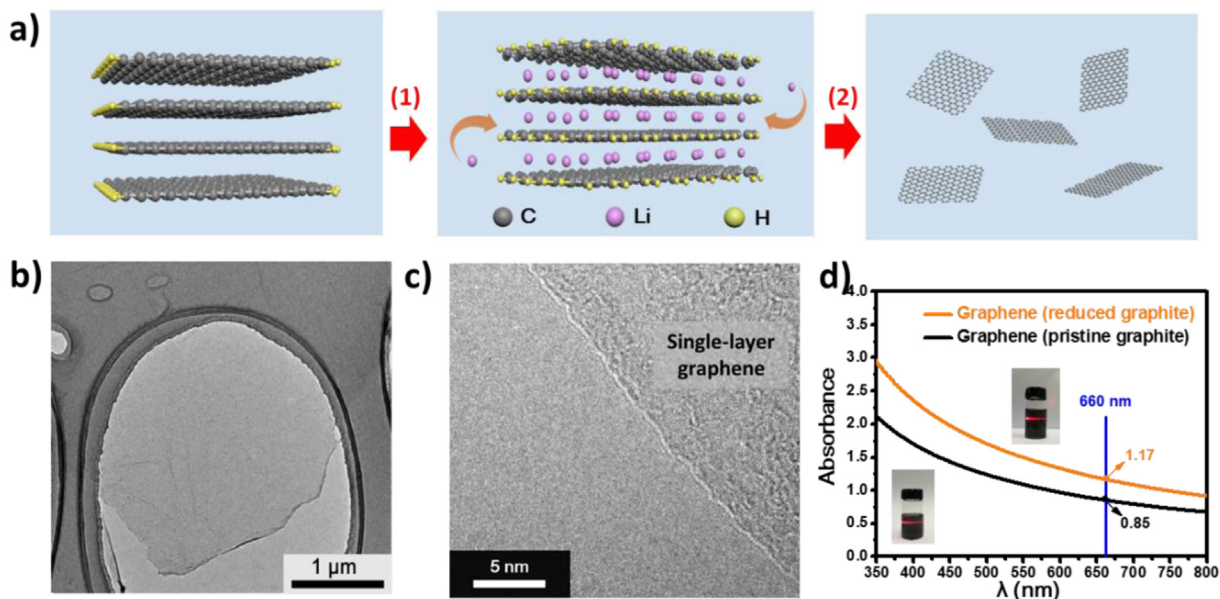 a)
(1)
(2)
C
Li
H
b)
1 μm
c)
Single-layer
graphene
5 nm
d)
Absorbance
4.0
3.5
3.0
2.5
2.0
1.5
1.0
0.5
0.0
Graphene (reduced graphite)
Graphene (pristine graphite)
660 nm
1.17
0.85
350 400 450 500 550 600 650 700 750 800
λ (nm)